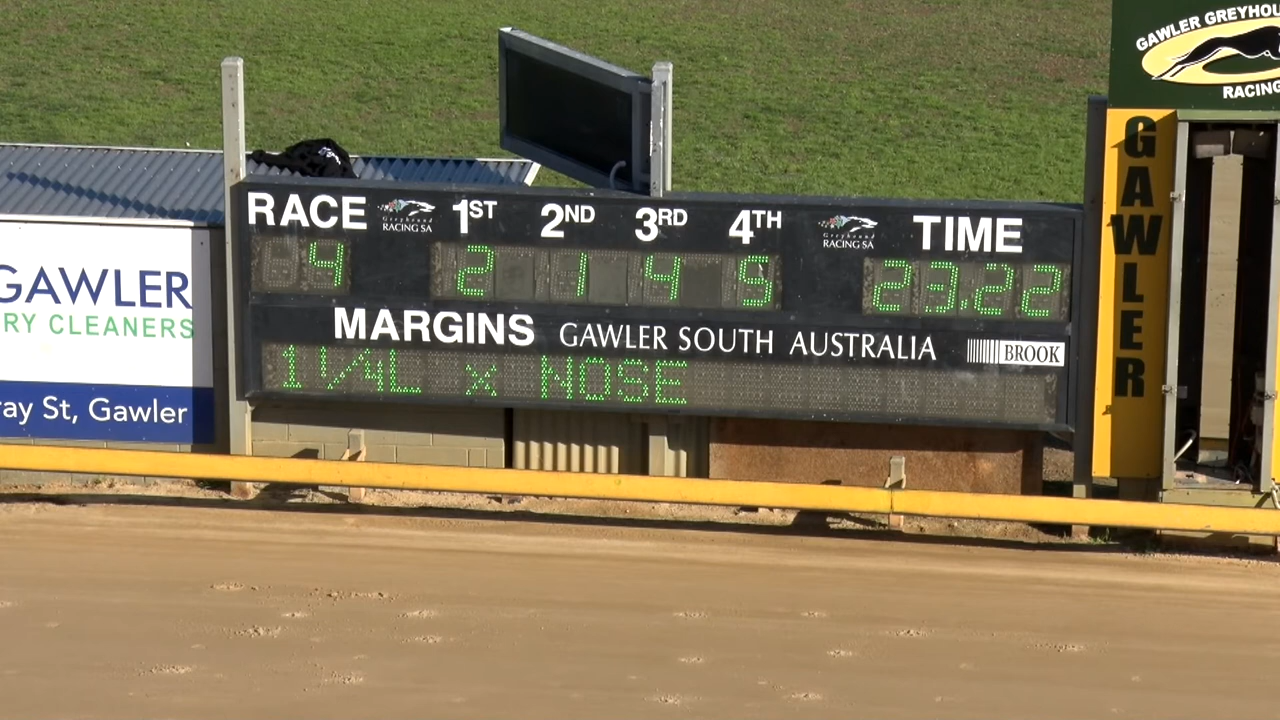 GAWLER GREYHOU
RACING
GAWLER
RACE 1ST 2ND 3RD 4TH TIME
Greyhound RACING SA
Greyhound RACING SA
4 2 1 4 5 23.22
MARGINS GAWLER SOUTH AUSTRALIA BROOK
1 1/4L x NOSE
GAWLER
RY CLEANERS
ray St, Gawler